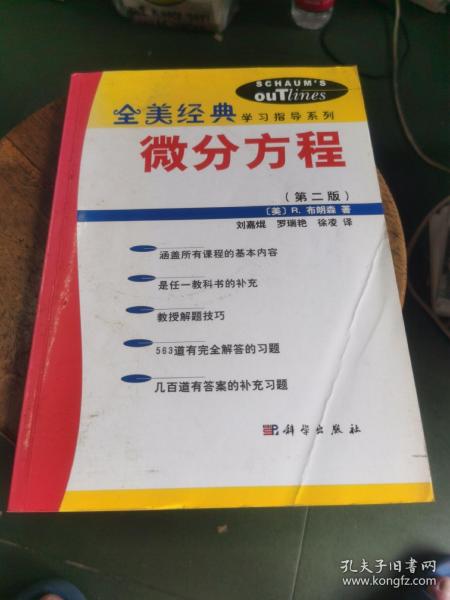 SCHAUM'S
ouTlines
全美经典 学习指导系列
微分方程
(第二版)
〔美〕R. 布朗森 著
刘嘉焜 罗瑞艳 徐凌 译
涵盖所有课程的基本内容
是任一教科书的补充
教授解题技巧
563道有完全解答的习题
几百道有答案的补充习题
科学出版社
孔夫子旧书网
www.kongfz.com